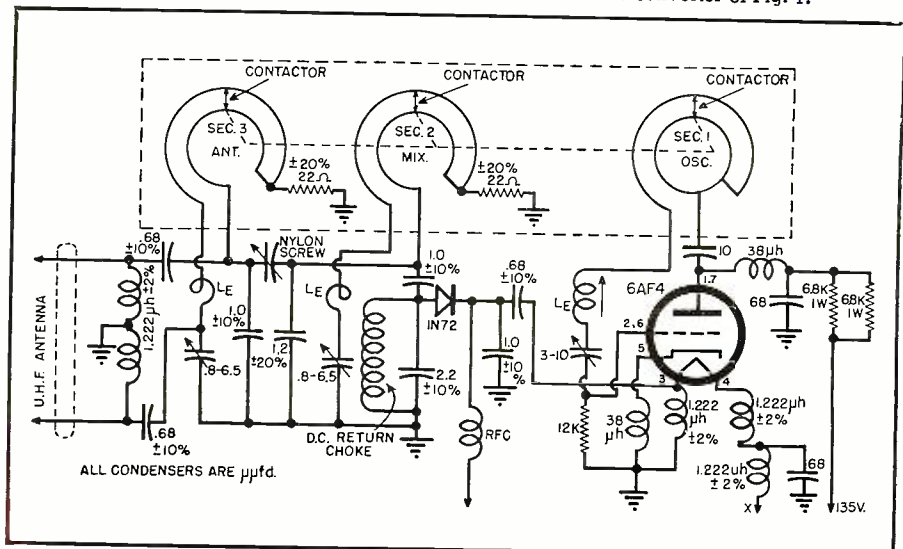 of Fig. 1.
CONTACTOR
CONTACTOR
CONTACTOR
SEC. 3
ANT.
SEC. 2
MIX.
SEC. 1
OSC.
±20%
22Ω
±20%
22Ω
.68
±10%
NYLON
SCREW
1.0
±10%
.68
±10%
10
38µh
6AF4
1.7
68
6.8K
1W
68K
1W
U.H.F. ANTENNA
1.222µh ±2%
LE
1.0
±10%
1.2
±20%
LE
1N72
1.0
±10%
LE
2,6
3-10
5
3
4
.8-6.5
.8-6.5
2.2
±10%
12K
38
µh
1.222
µh
±2%
1.222µh
±2%
.68
±10%
D.C. RETURN
CHOKE
RFC
1.222uh
±2%
68
ALL CONDENSERS ARE µµfd.
X
135V.